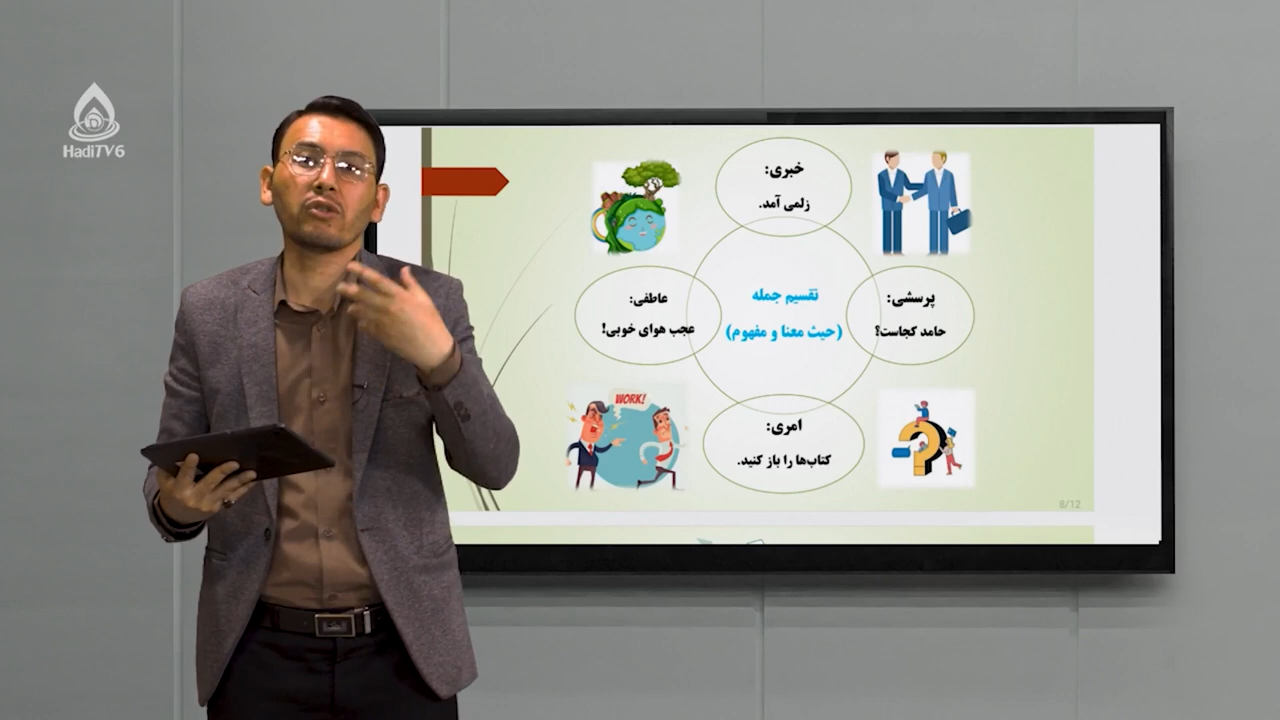 HadiTV6
خبری:
زلمی آمد.
عاطفی:
عجب هوای خوبی!
تقسیم جمله
(حیث معنا و مفهوم)
پرسشی:
حامد کجاست؟
WORK!
امری:
کتاب‌ها را باز کنید.
8/12